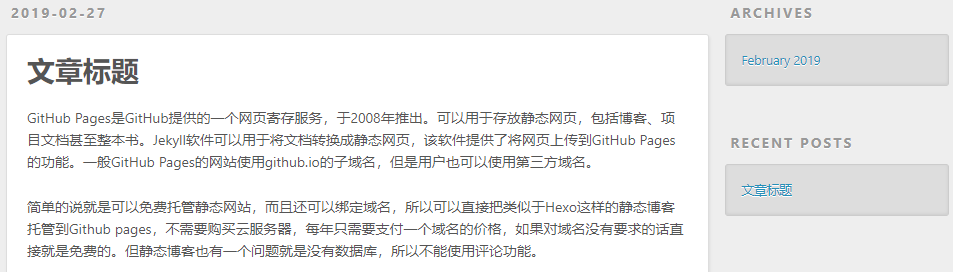 2019-02-27
文章标题
GitHub Pages是GitHub提供的一个网页寄存服务，于2008年推出。可以用于存放静态网页，包括博客、项
目文档甚至整本书。Jekyll软件可以用于将文档转换成静态网页，该软件提供了将网页上传到GitHub Pages
的功能。一般GitHub Pages的网站使用github.io的子域名，但是用户也可以使用第三方域名。
简单的说就是可以免费托管静态网站，而且还可以绑定域名，所以可以直接把类似于Hexo这样的静态博客
托管到Github pages，不需要购买云服务器，每年只需要支付一个域名的价格，如果对域名没有要求的话直
接就是免费的。但静态博客也有一个问题就是没有数据库，所以不能使用评论功能。
ARCHIVES
February 2019
RECENT POSTS
文章标题